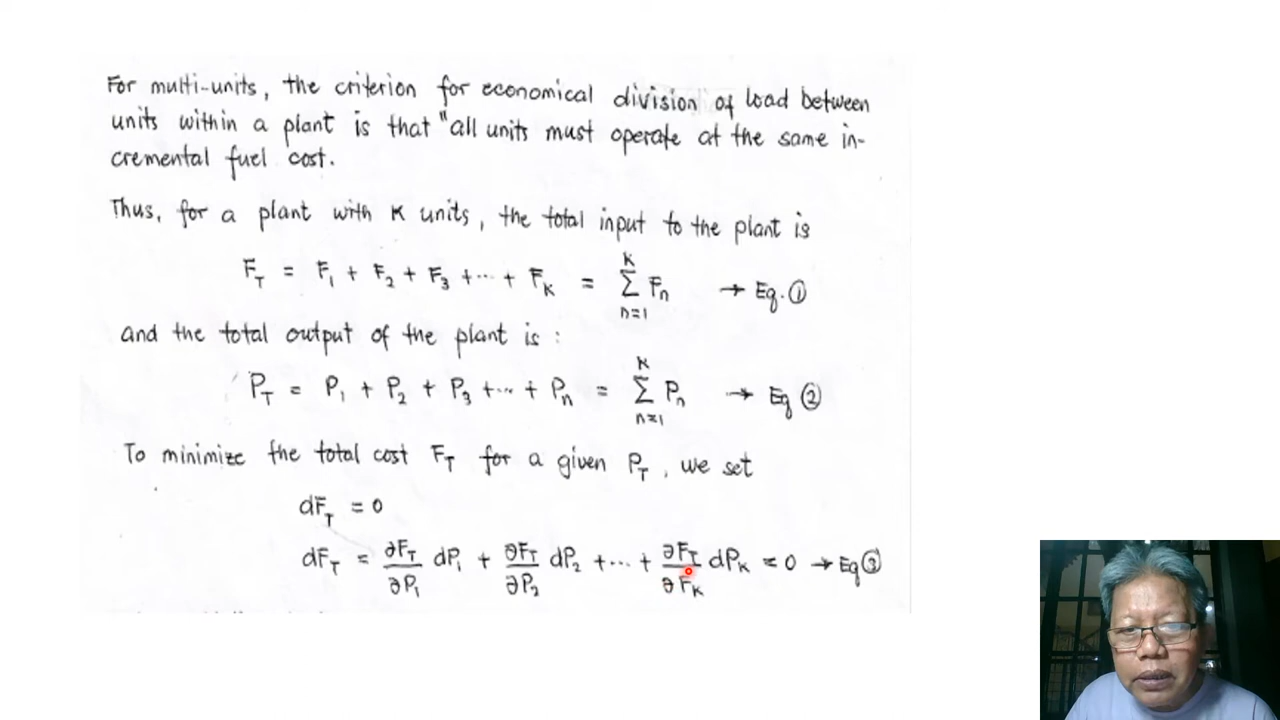 For multi-units, the criterion for economical division of load between
units within a plant is that "all units must operate at the same in-
cremental fuel cost.
Thus, for a plant with K units, the total input to the plant is
F_T = F_1 + F_2 + F_3 + ... + F_K = K Σ n=1 F_n → Eq. ①
and the total output of the plant is :
P_T = P_1 + P_2 + P_3 + ... + P_n = K Σ n=1 P_n → Eq ②
To minimize the total cost F_T for a given P_T, we set
dF_T = 0
dF_T = ∂F_T/∂P_1 dP_1 + ∂F_T/∂P_2 dP_2 + ... + ∂F_T/∂F_K dP_K = 0 → Eq ③